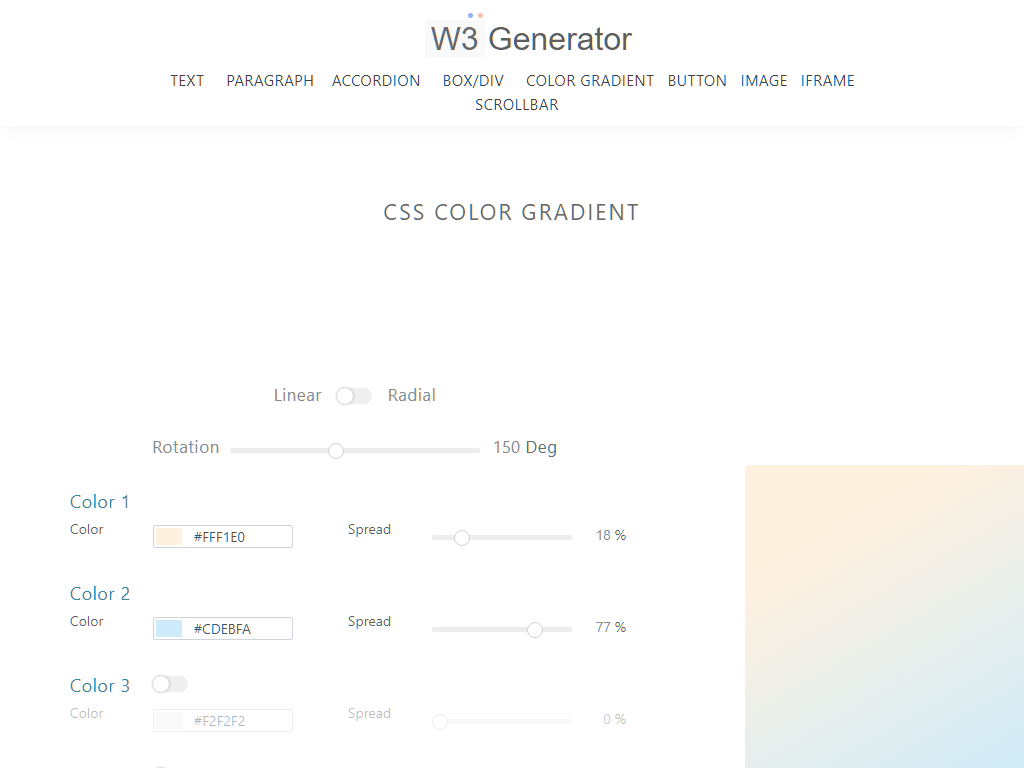 W3 Generator
TEXT PARAGRAPH ACCORDION BOX/DIV COLOR GRADIENT BUTTON IMAGE IFRAME
SCROLLBAR
CSS COLOR GRADIENT
Linear Radial
Rotation 150 Deg
Color 1
Color #FFF1E0 Spread 18 %
Color 2
Color #CDEBFA Spread 77 %
Color 3
Color #F2F2F2 Spread 0 %